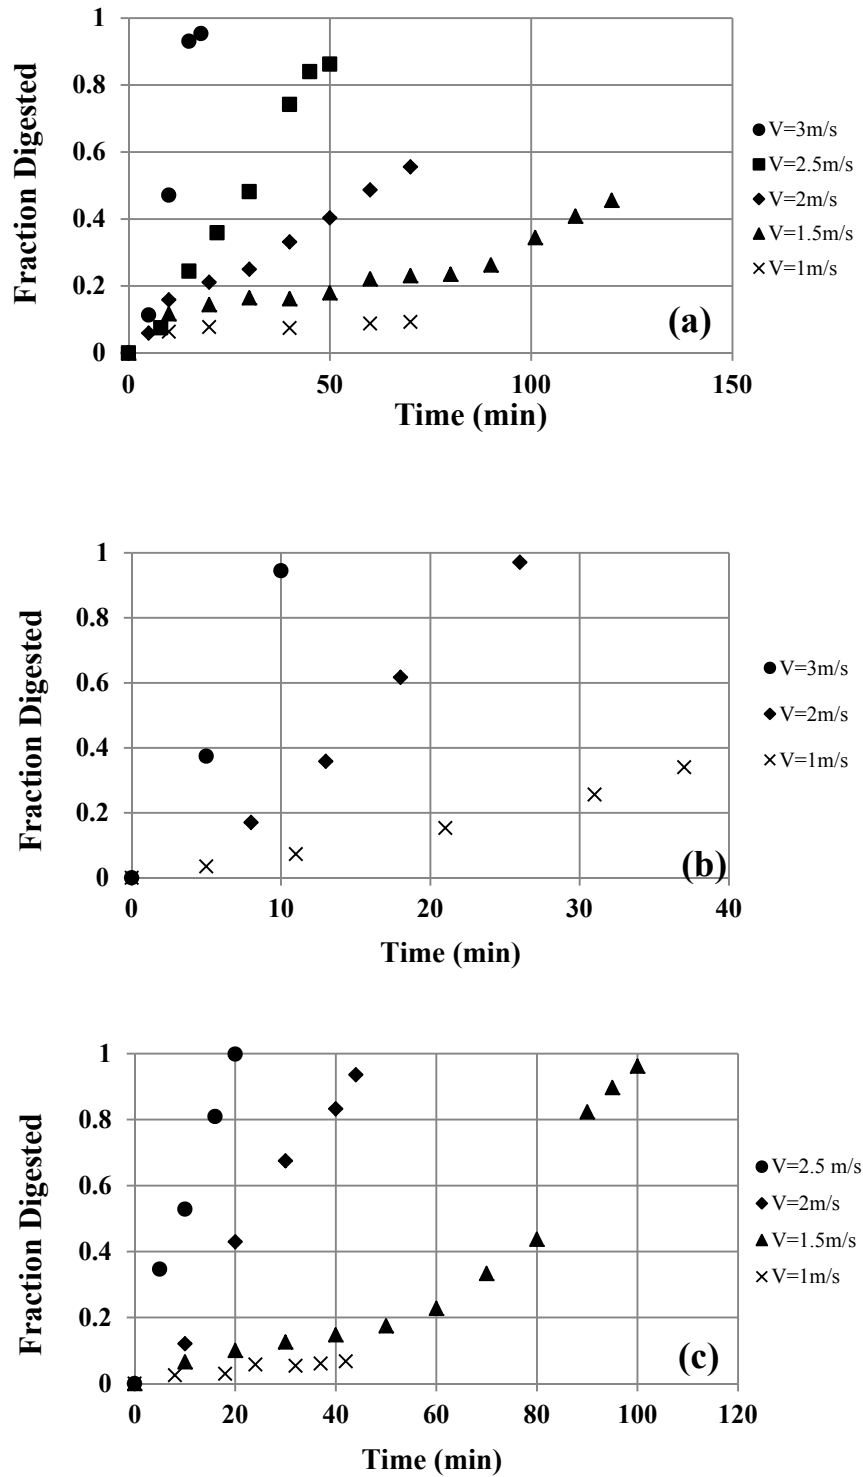 1
0.8
0.6
0.4
0.2
0
Fraction Digested
0 50 100 150
Time (min)
V=3m/s
V=2.5m/s
V=2m/s
V=1.5m/s
V=1m/s
(a)
1
0.8
0.6
0.4
0.2
0
Fraction Digested
0 10 20 30 40
Time (min)
V=3m/s
V=2m/s
V=1m/s
(b)
1
0.8
0.6
0.4
0.2
0
Fraction Digested
0 20 40 60 80 100 120
Time (min)
V=2.5 m/s
V=2m/s
V=1.5m/s
V=1m/s
(c)